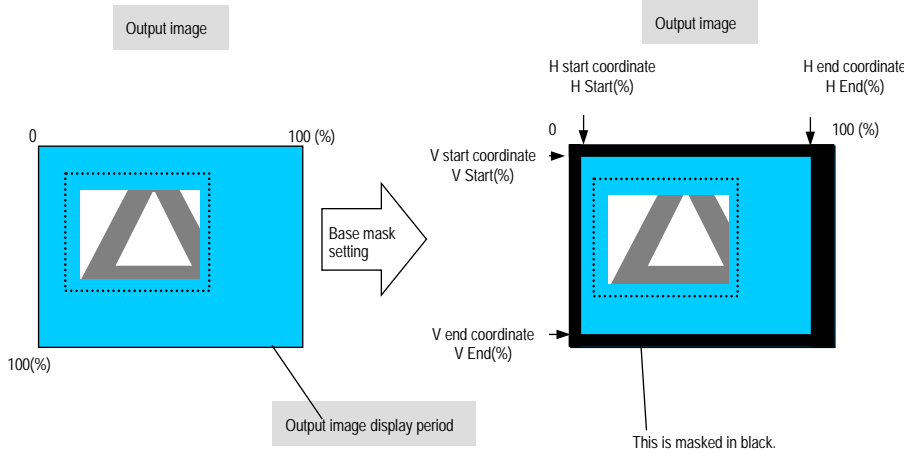 Output image
0
100 (%)
100(%)
Output image display period
Base mask
setting
Output image
H start coordinate
H Start(%)
H end coordinate
H End(%)
0
100 (%)
V start coordinate
V Start(%)
V end coordinate
V End(%)
This is masked in black.